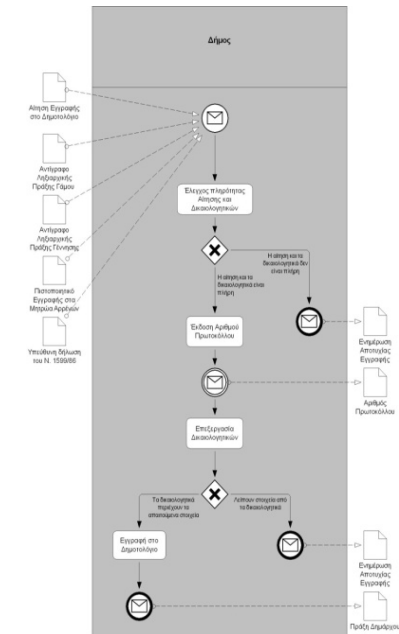 Δήμος
Αίτηση Εγγραφής
στο Δημοτολόγιο
Αντίγραφο
Ληξιαρχικής
Πράξης Γάμου
Αντίγραφο
Ληξιαρχικής
Πράξης Γέννησης
Πιστοποιητικό
Εγγραφής στα
Μητρώα Αρρένων
Υπεύθυνη δήλωση
του Ν. 1599/86
Έλεγχος πληρότητας
Αίτησης και
Δικαιολογητικών
Η αίτηση και τα
δικαιολογητικά δεν
είναι πλήρη
Η αίτηση και τα
δικαιολογητικά είναι
πλήρη
Ενημέρωση
Αποτυχίας
Εγγραφής
Έκδοση Αριθμού
Πρωτοκόλλου
Αριθμός
Πρωτοκόλλου
Επεξεργασία
Δικαιολογητικών
Τα δικαιολογητικά
περιέχουν τα
απαιτούμενα στοιχεία
Λείπουν στοιχεία από
τα δικαιολογητικά
Εγγραφή στο
Δημοτολόγιο
Ενημέρωση
Αποτυχίας
Εγγραφής
Πράξη Δημάρχου